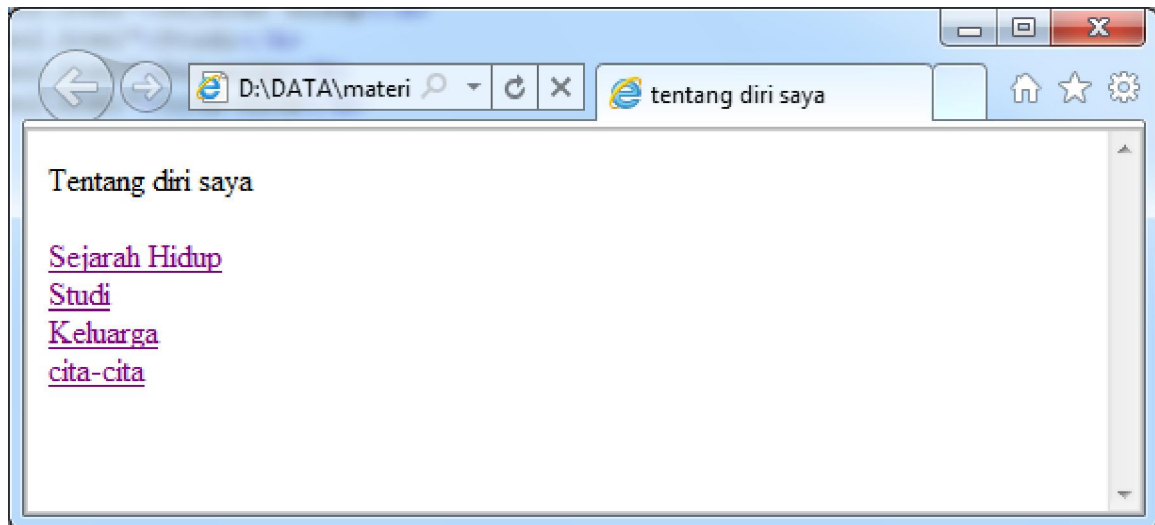 D:\DATA\materi
tentang diri saya
Tentang diri saya
Sejarah Hidup
Studi
Keluarga
cita-cita